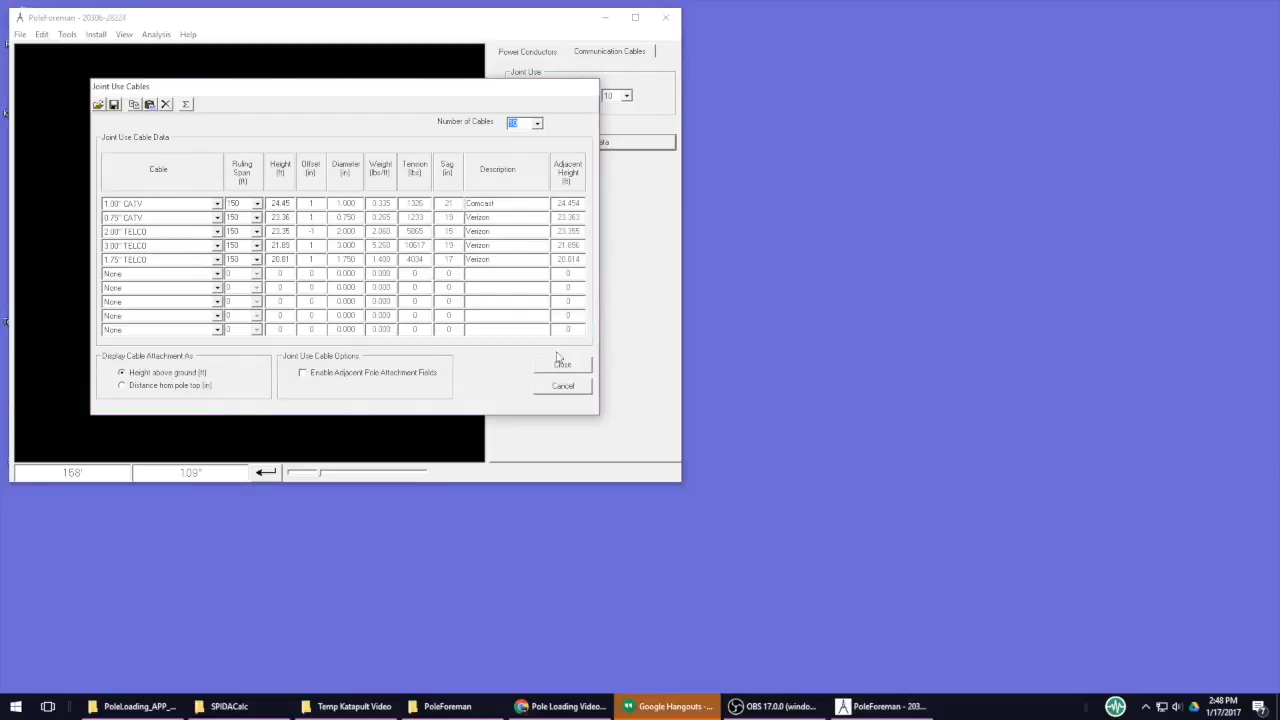 PoleForeman - 20306-28224
File Edit Tools Install View Analysis Help
Power Conductors Communication Cables
Joint Use
10
Joint Use Cables
Number of Cables 10
Joint Use Cable Data
Cable Ruling Span (ft) Height (ft) Offset (in) Diameter (in) Weight (lbs/ft) Tension (lbs) Sag (in) Description Adjacent Height (ft)
1.00" CATV 150 24.45 1 1.000 0.335 1326 21 Comcast 24.454
0.75" CATV 150 23.36 1 0.750 0.265 1233 19 Verizon 23.363
2.00" TELCO 150 23.35 -1 2.000 2.060 5865 15 Verizon 23.355
3.00" TELCO 150 21.89 1 3.000 5.260 10617 19 Verizon 21.896
1.75" TELCO 150 20.81 1 1.750 1.400 4034 17 Verizon 20.814
None 0 0 0 0.000 0.000 0 0 0
None 0 0 0 0.000 0.000 0 0 0
None 0 0 0 0.000 0.000 0 0 0
None 0 0 0 0.000 0.000 0 0 0
None 0 0 0 0.000 0.000 0 0 0
Display Cable Attachment As
Height above ground (ft)
Distance from pole top (in)
Joint Use Cable Options
Enable Adjacent Pole Attachment Fields
Close
Cancel
158' 109°
PoleLoading_APP_... SPIDACalc Temp Katapult Video PoleForeman Pole Loading Video... Google Hangouts - ... OBS 17.0.0 (windo... PoleForeman - 203...
2:48 PM
1/17/2017